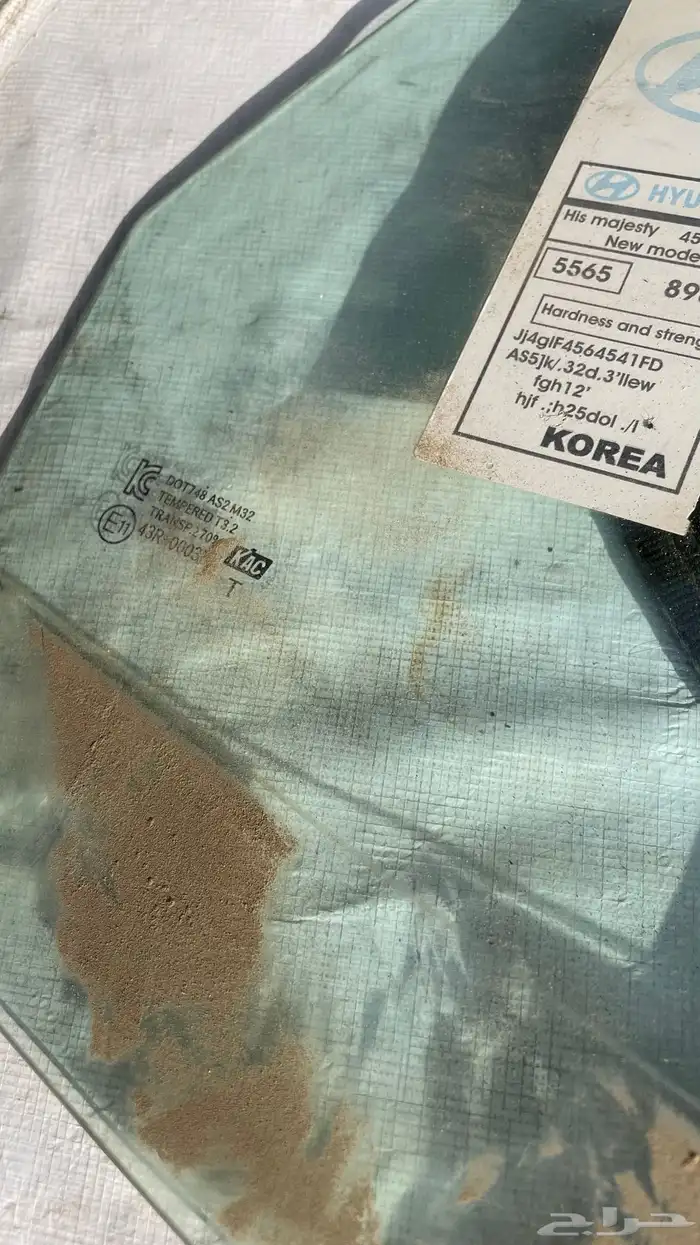 HYU
His majesty 45
New mode
5565 89
Hardness and streng
Jj4glF4564541FD
AS5]k/.32d.3'llew
fgh12'
hjf .;h25dol ./l
KOREA
DOT748 AS2 M32
TEMPERED T3.2
TRANSP. 270%
E11 43R-0003
KAC
T
حراج